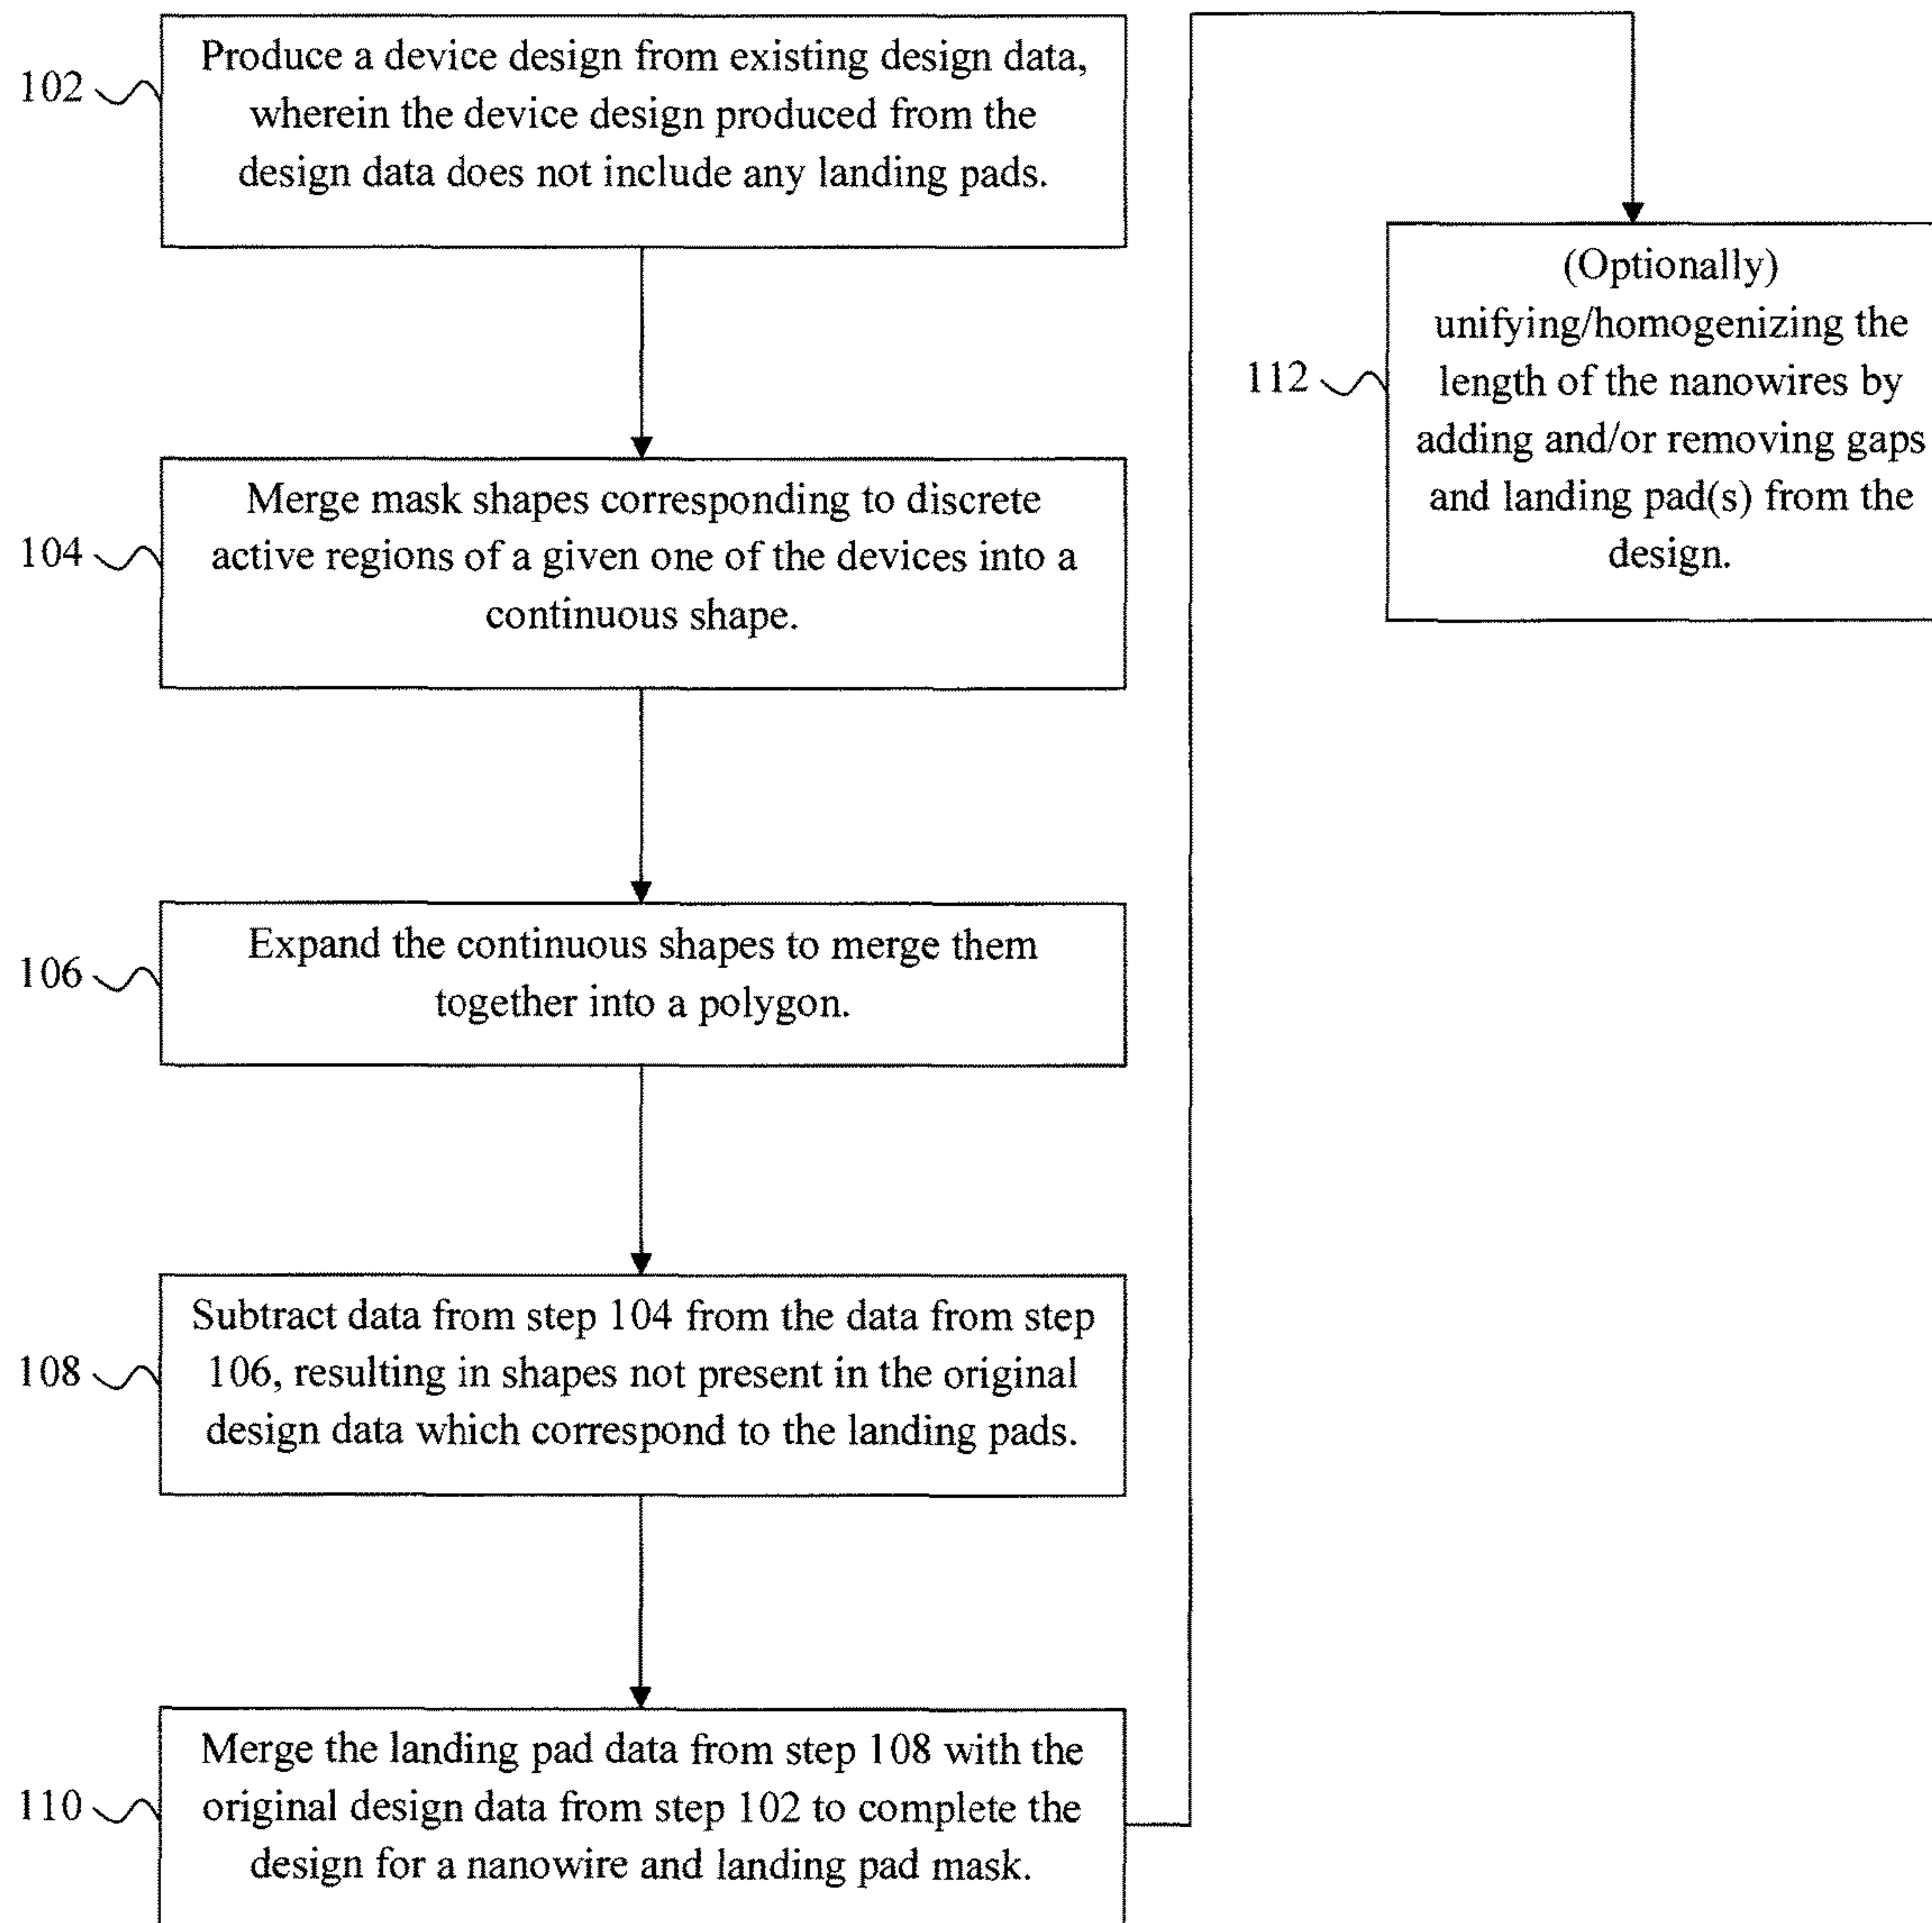 102
Produce a device design from existing design data,
wherein the device design produced from the
design data does not include any landing pads.
104
Merge mask shapes corresponding to discrete
active regions of a given one of the devices into a
continuous shape.
106
Expand the continuous shapes to merge them
together into a polygon.
108
Subtract data from step 104 from the data from step
106, resulting in shapes not present in the original
design data which correspond to the landing pads.
110
Merge the landing pad data from step 108 with the
original design data from step 102 to complete the
design for a nanowire and landing pad mask.
112
(Optionally)
unifying/homogenizing the
length of the nanowires by
adding and/or removing gaps
and landing pad(s) from the
design.